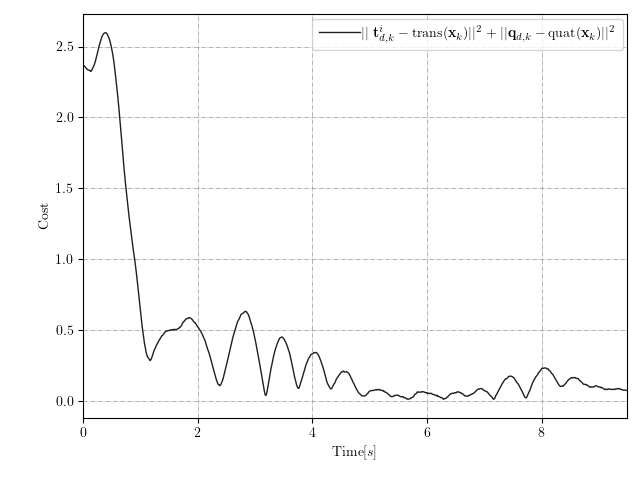 || t^i_{d,k} − trans(x_k)||² + ||q_{d,k} − quat(x_k)||²
2.5
2.0
1.5
1.0
0.5
0.0
Cost
0 2 4 6 8
Time[s]